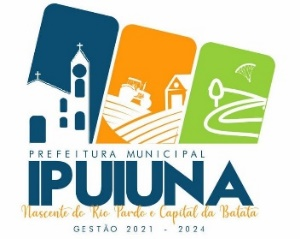 PREFEITURA MUNICIPAL
IPUIUNA
Nascente do Rio Pardo e Capital da Batata
GESTÃO 2021 - 2024